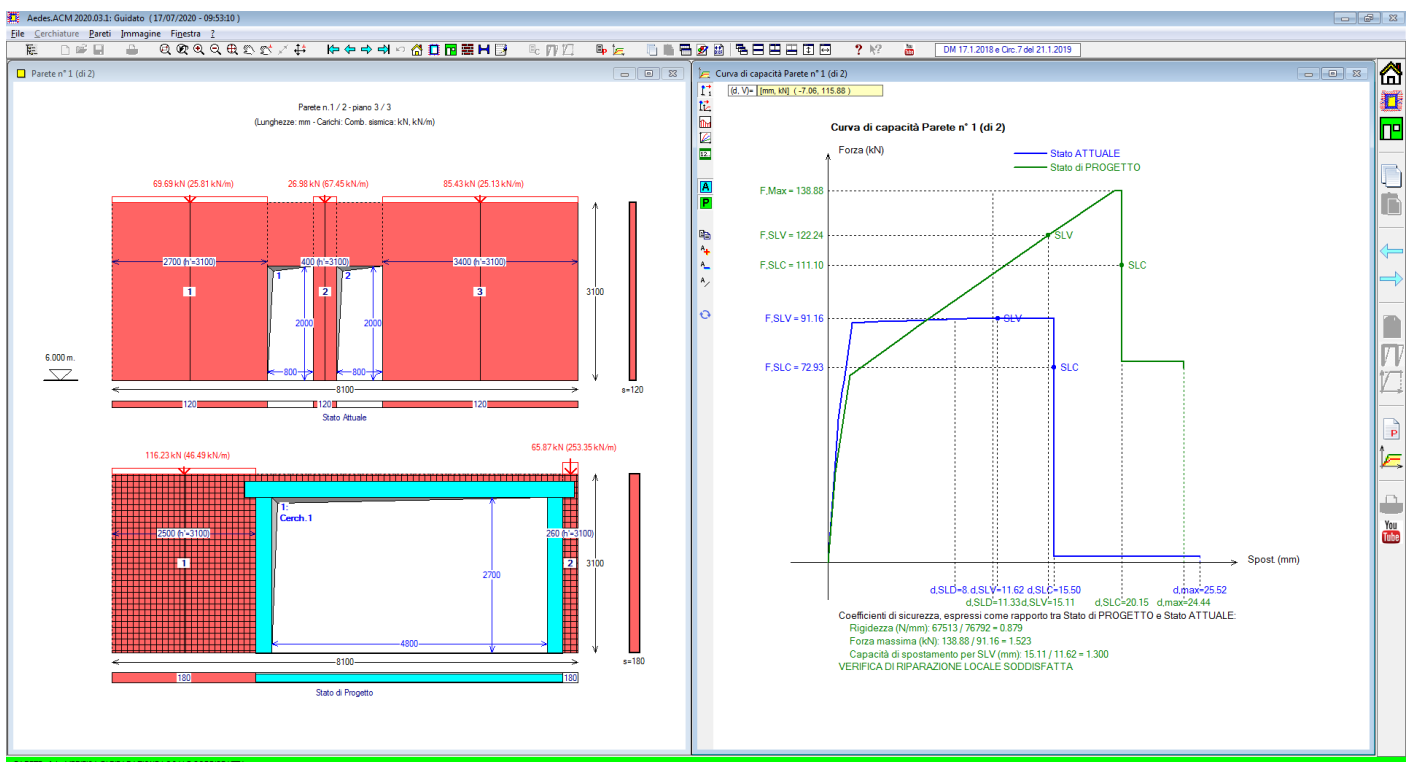 Aedes.ACM 2020.03.1: Guidato ( 17/07/2020 - 09:53:10 )
File Cerchiature Pareti Immagine Finestra ?
DM 17.1.2018 e Circ.7 del 21.1.2019
Parete n° 1 (di 2)
Parete n.1 / 2 - piano 3 / 3
(Lunghezze: mm - Carichi: Comb. sismica: kN, kN/m)
69.69 kN (25.81 kN/m) 26.98 kN (67.45 kN/m) 85.43 kN (25.13 kN/m)
2700 (h'=3100) 400 (h'=3100) 3400 (h'=3100)
1 2
1 2 3 3100
2000 2000
6.000 m.
800 800
8100
s=120
120 120 120
Stato Attuale
65.87 kN (253.35 kN/m)
116.23 kN (46.49 kN/m)
1:
Cerch.1
2500 (h'=3100) 260 (h'=3100)
1 2 3100
2700
4800
8100
s=180
180 180
Stato di Progetto
Curva di capacità Parete n° 1 (di 2)
(d, V)= [mm, kN] ( -7.06, 115.88 )
Curva di capacità Parete n° 1 (di 2)
Forza (kN)
Stato ATTUALE
Stato di PROGETTO
F,Max = 138.88
F,SLV = 122.24 SLV
F,SLC = 111.10 SLC
F,SLV = 91.16 SLV
F,SLC = 72.93 SLC
Spost. (mm)
d,SLD=8. d,SLV=11.62 d,SLC=15.50 d,max=25.52
d,SLD=11.33 d,SLV=15.11 d,SLC=20.15 d,max=24.44
Coefficienti di sicurezza, espressi come rapporto tra Stato di PROGETTO e Stato ATTUALE:
Rigidezza (N/mm): 67513 / 76792 = 0.879
Forza massima (kN): 138.88 / 91.16 = 1.523
Capacità di spostamento per SLV (mm): 15.11 / 11.62 = 1.300
VERIFICA DI RIPARAZIONE LOCALE SODDISFATTA
A
P
P
You
Tube